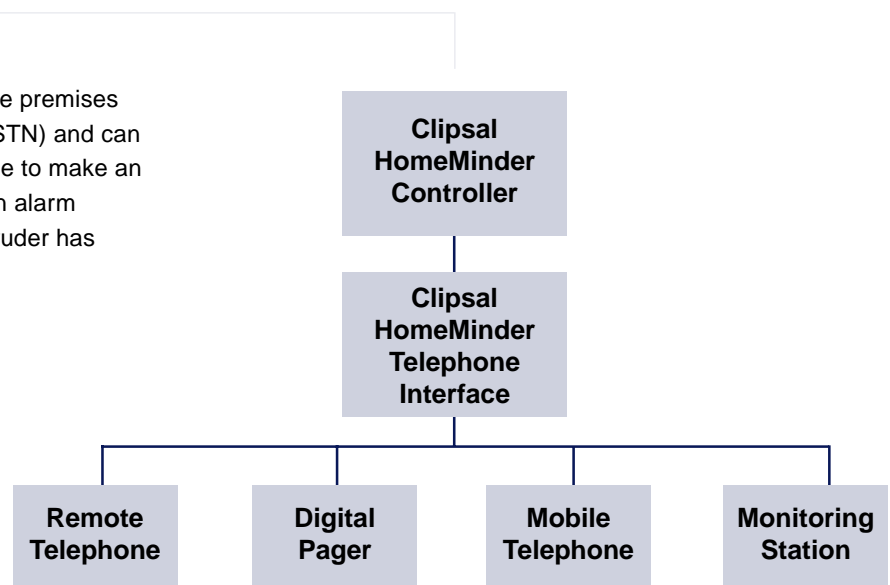 e premises
STN) and can
e to make an
n alarm
uder has
Clipsal
HomeMinder
Controller
Clipsal
HomeMinder
Telephone
Interface
Remote
Telephone
Digital
Pager
Mobile
Telephone
Monitoring
Station